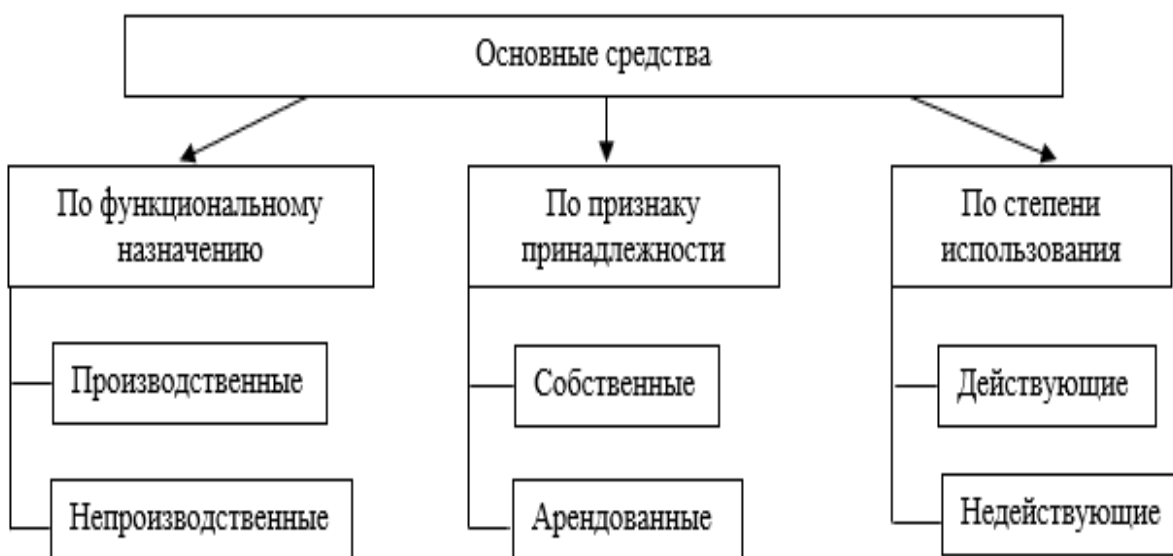 Основные средства
По функциональному
назначению
Производственные
Непроизводственные
По признаку
принадлежности
Собственные
Арендованные
По степени
использования
Действующие
Недействующие